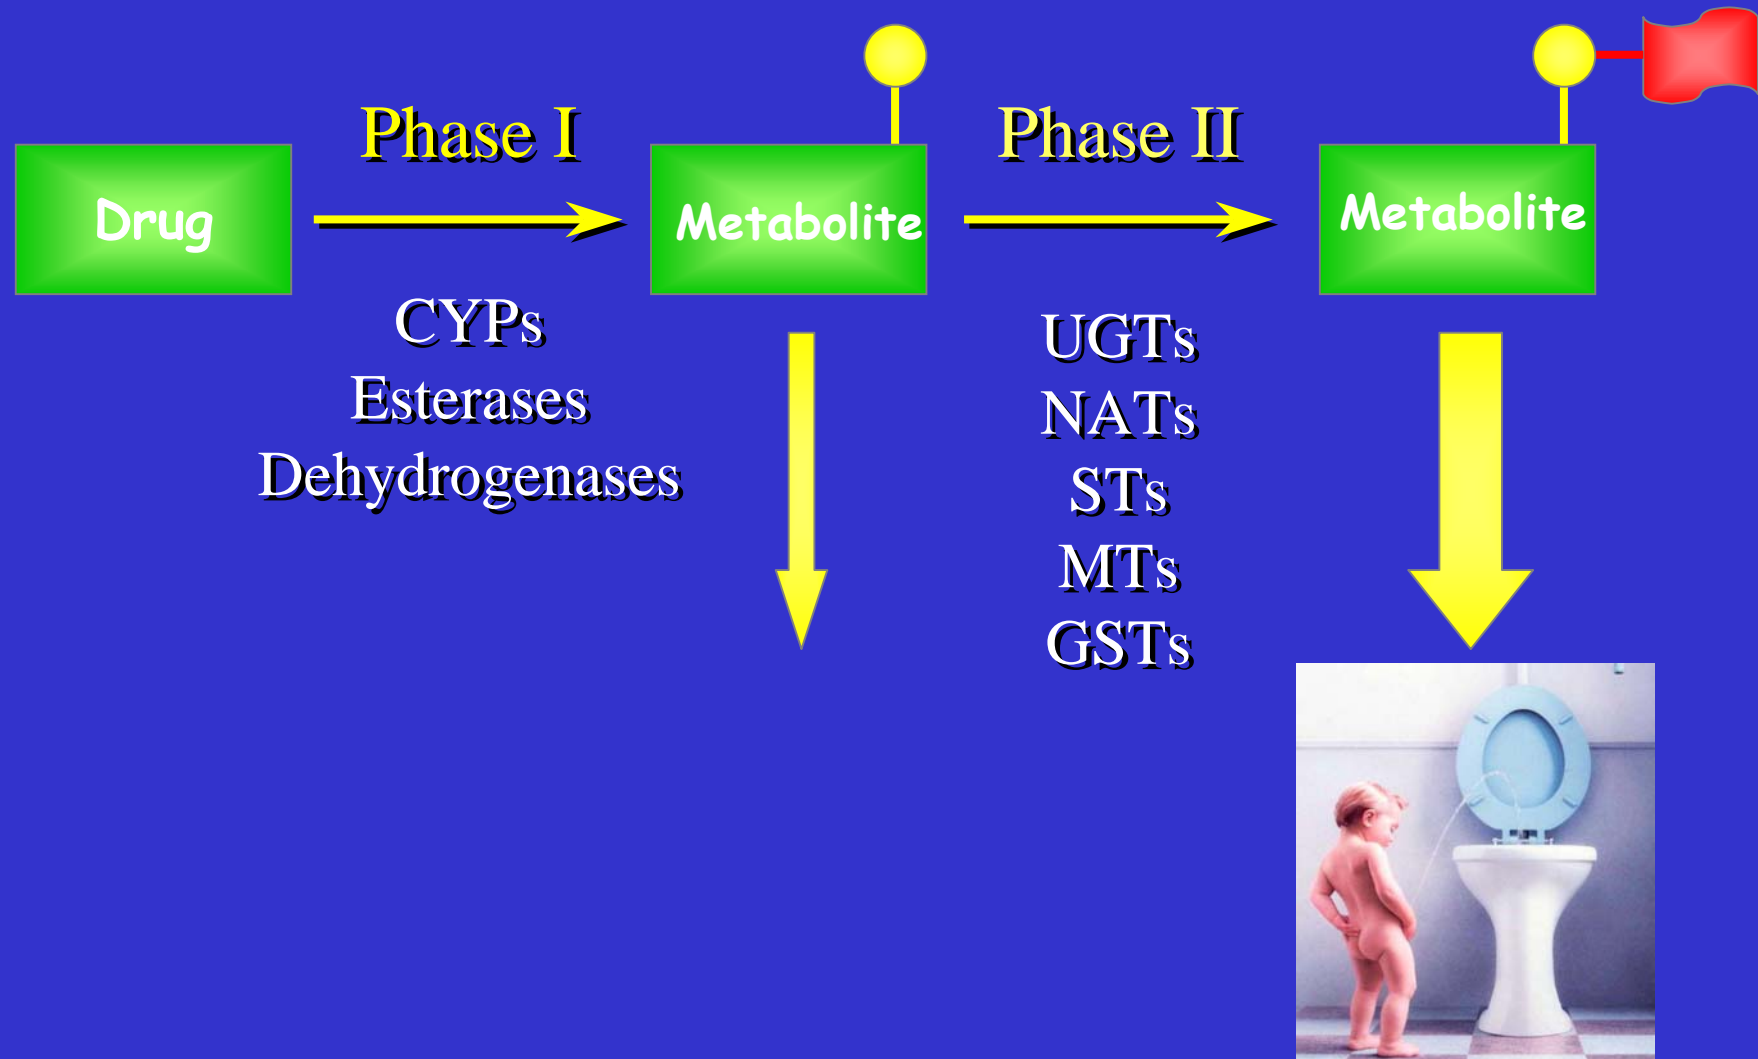 Phase I
Phase II
Drug
Metabolite
Metabolite
CYPs
Esterases
Dehydrogenases
UGTs
NATs
STs
MTs
GSTs